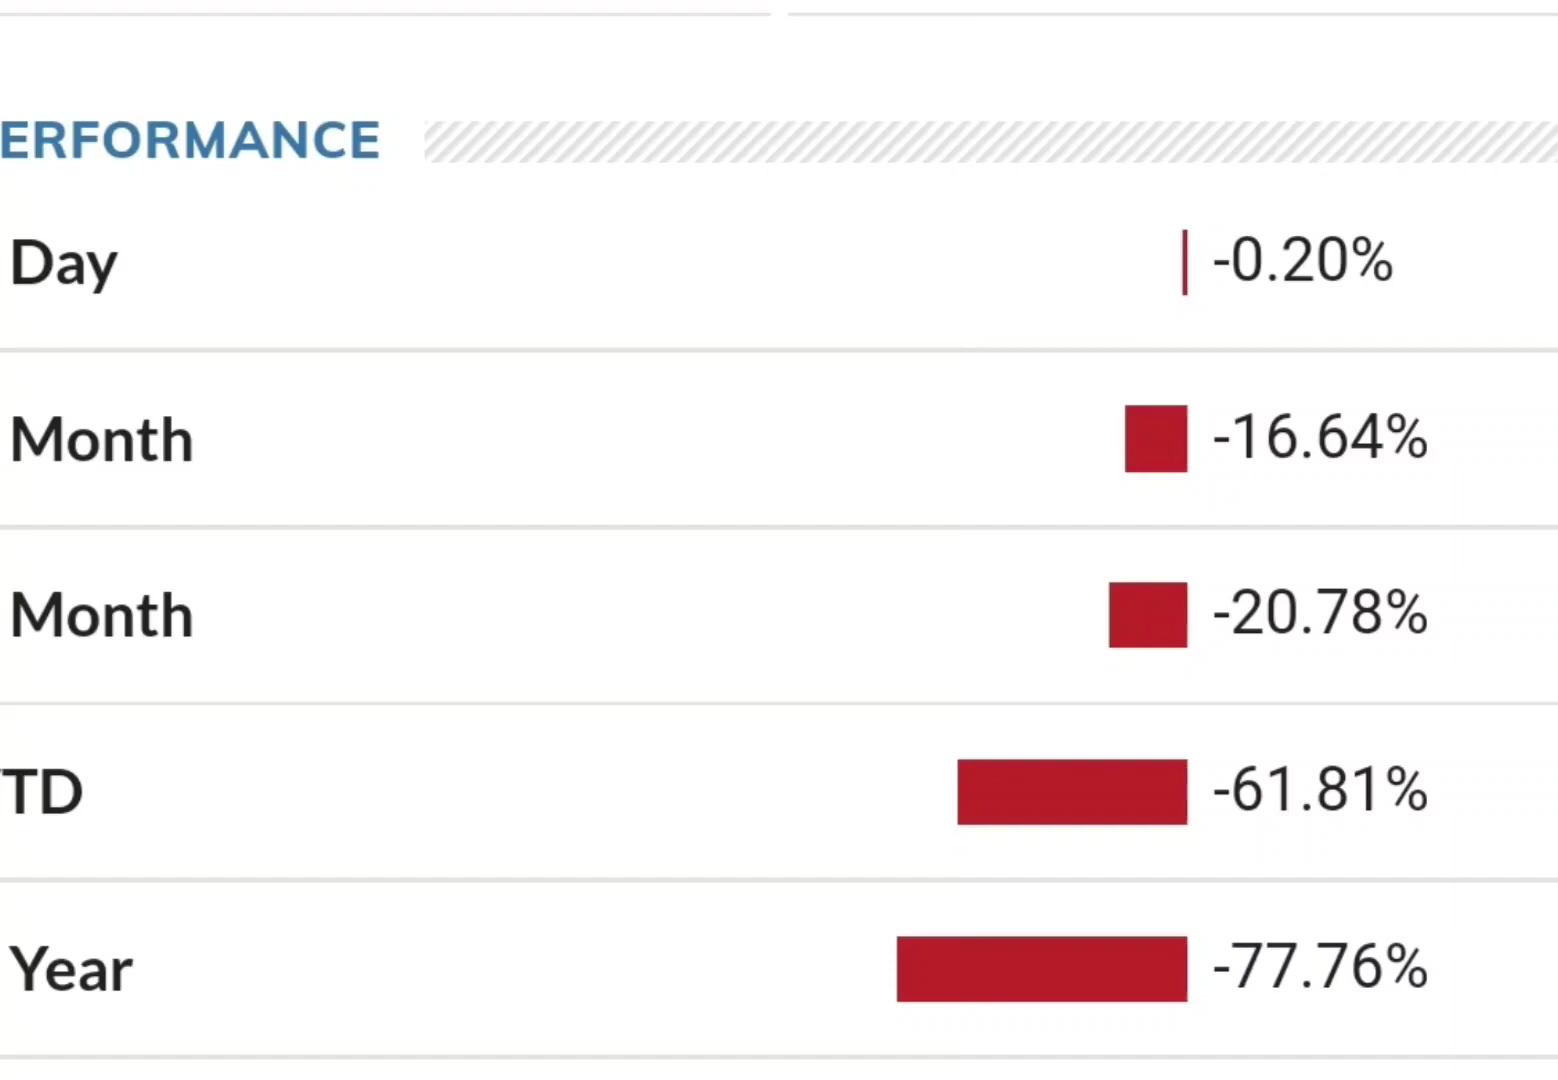 ERFORMANCE
Day -0.20%
Month -16.64%
Month -20.78%
TD -61.81%
Year -77.76%